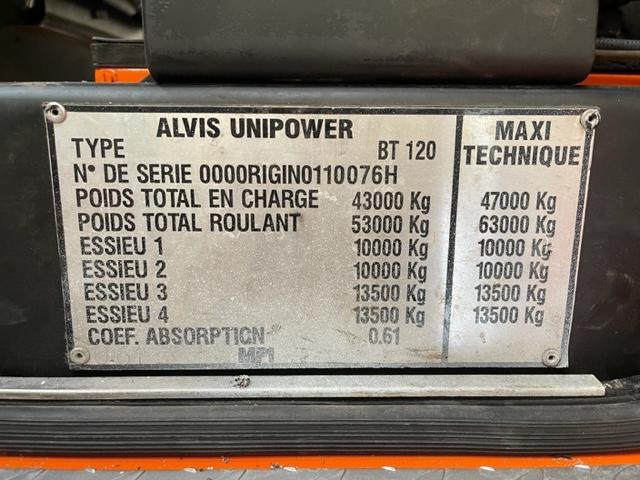 ALVIS UNIPOWER MAXI
TYPE BT 120 TECHNIQUE
N° DE SERIE 0000RIGIN0110076H
POIDS TOTAL EN CHARGE 43000 Kg 47000 Kg
POIDS TOTAL ROULANT 53000 Kg 63000 Kg
ESSIEU 1 10000 Kg 10000 Kg
ESSIEU 2 10000 Kg 10000 Kg
ESSIEU 3 13500 Kg 13500 Kg
ESSIEU 4 13500 Kg 13500 Kg
COEF. ABSORPTION 0.61
MPI